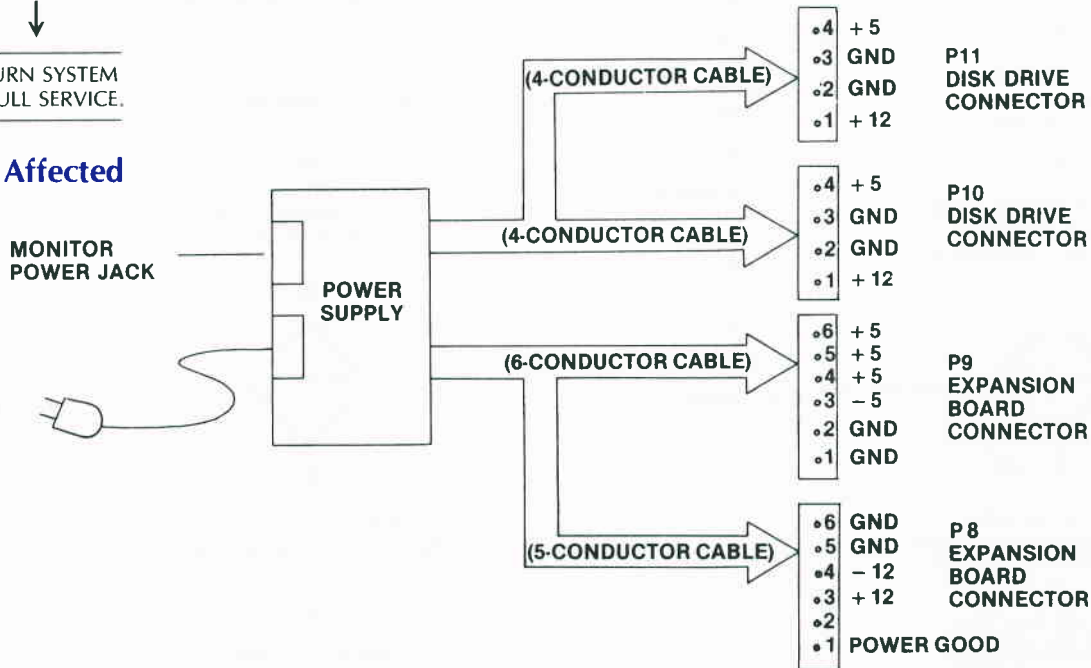 URN SYSTEM
ULL SERVICE.
Affected
MONITOR
POWER JACK
POWER
SUPPLY
(4-CONDUCTOR CABLE)
4 +5
3 GND
2 GND
1 +12
P11
DISK DRIVE
CONNECTOR
(4-CONDUCTOR CABLE)
4 +5
3 GND
2 GND
1 +12
P10
DISK DRIVE
CONNECTOR
(6-CONDUCTOR CABLE)
6 +5
5 +5
4 +5
3 −5
2 GND
1 GND
P9
EXPANSION
BOARD
CONNECTOR
(5-CONDUCTOR CABLE)
6 GND
5 GND
4 −12
3 +12
2
1 POWER GOOD
P8
EXPANSION
BOARD
CONNECTOR